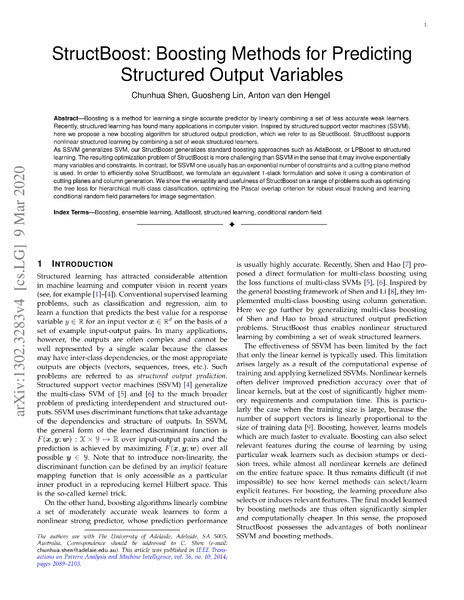 1
StructBoost: Boosting Methods for Predicting
Structured Output Variables
Chunhua Shen, Guosheng Lin, Anton van den Hengel
Abstract—Boosting is a method for learning a single accurate predictor by linearly combining a set of less accurate weak learners.
Recently, structured learning has found many applications in computer vision. Inspired by structured support vector machines (SSVM),
here we propose a new boosting algorithm for structured output prediction, which we refer to as StructBoost. StructBoost supports
nonlinear structured learning by combining a set of weak structured learners.
As SSVM generalizes SVM, our StructBoost generalizes standard boosting approaches such as AdaBoost, or LPBoost to structured
learning. The resulting optimization problem of StructBoost is more challenging than SSVM in the sense that it may involve exponentially
many variables and constraints. In contrast, for SSVM one usually has an exponential number of constraints and a cutting-plane method
is used. In order to efficiently solve StructBoost, we formulate an equivalent 1-slack formulation and solve it using a combination of
cutting planes and column generation. We show the versatility and usefulness of StructBoost on a range of problems such as optimizing
the tree loss for hierarchical multi-class classification, optimizing the Pascal overlap criterion for robust visual tracking and learning
conditional random field parameters for image segmentation.
Index Terms—Boosting, ensemble learning, AdaBoost, structured learning, conditional random field.
arXiv:1302.3283v4 [cs.LG] 9 Mar 2020
1 INTRODUCTION
Structured learning has attracted considerable attention
in machine learning and computer vision in recent years
(see, for example [1]–[4]). Conventional supervised learning
problems, such as classification and regression, aim to
learn a function that predicts the best value for a response
variable y ∈ ℝ for an input vector x ∈ ℝᵈ on the basis of a
set of example input-output pairs. In many applications,
however, the outputs are often complex and cannot be
well represented by a single scalar because the classes
may have inter-class dependencies, or the most appropriate
outputs are objects (vectors, sequences, trees, etc.). Such
problems are referred to as structured output prediction.
Structured support vector machines (SSVM) [4] generalize
the multi-class SVM of [5] and [6] to the much broader
problem of predicting interdependent and structured out-
puts. SSVM uses discriminant functions that take advantage
of the dependencies and structure of outputs. In SSVM,
the general form of the learned discriminant function is
F(x, y; w) : X × Y ↦ ℝ over input-output pairs and the
prediction is achieved by maximizing F(x, y; w) over all
possible y ∈ Y. Note that to introduce non-linearity, the
discriminant function can be defined by an implicit feature
mapping function that is only accessible as a particular
inner product in a reproducing kernel Hilbert space. This
is the so-called kernel trick.
On the other hand, boosting algorithms linearly combine
a set of moderately accurate weak learners to form a
nonlinear strong predictor, whose prediction performance
The authors are with The University of Adelaide, Adelaide, SA 5005,
Australia. Correspondence should be addressed to C. Shen (e-mail:
chunhua.shen@adelaie.edu.au). This article was published in IEEE Trans-
actions on Pattern Analysis and Machine Intelligence, vol. 36, no. 10, 2014;
pages 2089–2103.
is usually highly accurate. Recently, Shen and Hao [7] pro-
posed a direct formulation for multi-class boosting using
the loss functions of multi-class SVMs [5], [6]. Inspired by
the general boosting framework of Shen and Li [8], they im-
plemented multi-class boosting using column generation.
Here we go further by generalizing multi-class boosting
of Shen and Hao to broad structured output prediction
problems. StructBoost thus enables nonlinear structured
learning by combining a set of weak structured learners.
The effectiveness of SSVM has been limited by the fact
that only the linear kernel is typically used. This limitation
arises largely as a result of the computational expense of
training and applying kernelized SSVMs. Nonlinear kernels
often deliver improved prediction accuracy over that of
linear kernels, but at the cost of significantly higher mem-
ory requirements and computation time. This is particu-
larly the case when the training size is large, because the
number of support vectors is linearly proportional to the
size of training data [9]. Boosting, however, learns models
which are much faster to evaluate. Boosting can also select
relevant features during the course of learning by using
particular weak learners such as decision stumps or deci-
sion trees, while almost all nonlinear kernels are defined
on the entire feature space. It thus remains difficult (if not
impossible) to see how kernel methods can select/learn
explicit features. For boosting, the learning procedure also
selects or induces relevant features. The final model learned
by boosting methods are thus often significantly simpler
and computationally cheaper. In this sense, the proposed
StructBoost possesses the advantages of both nonlinear
SSVM and boosting methods.